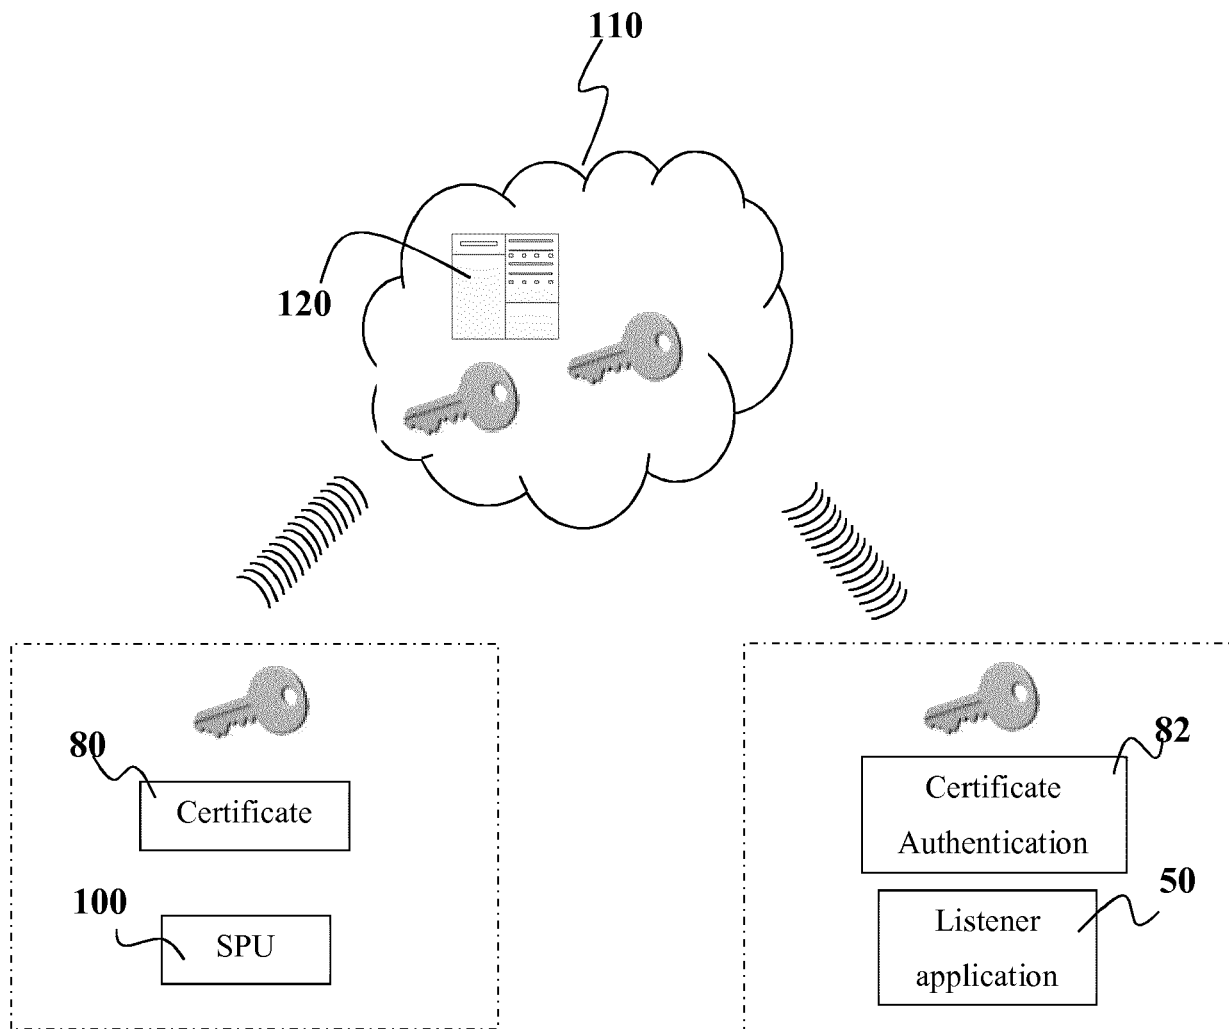 110
120
80
Certificate
100
SPU
82
Certificate
Authentication
50
Listener
application